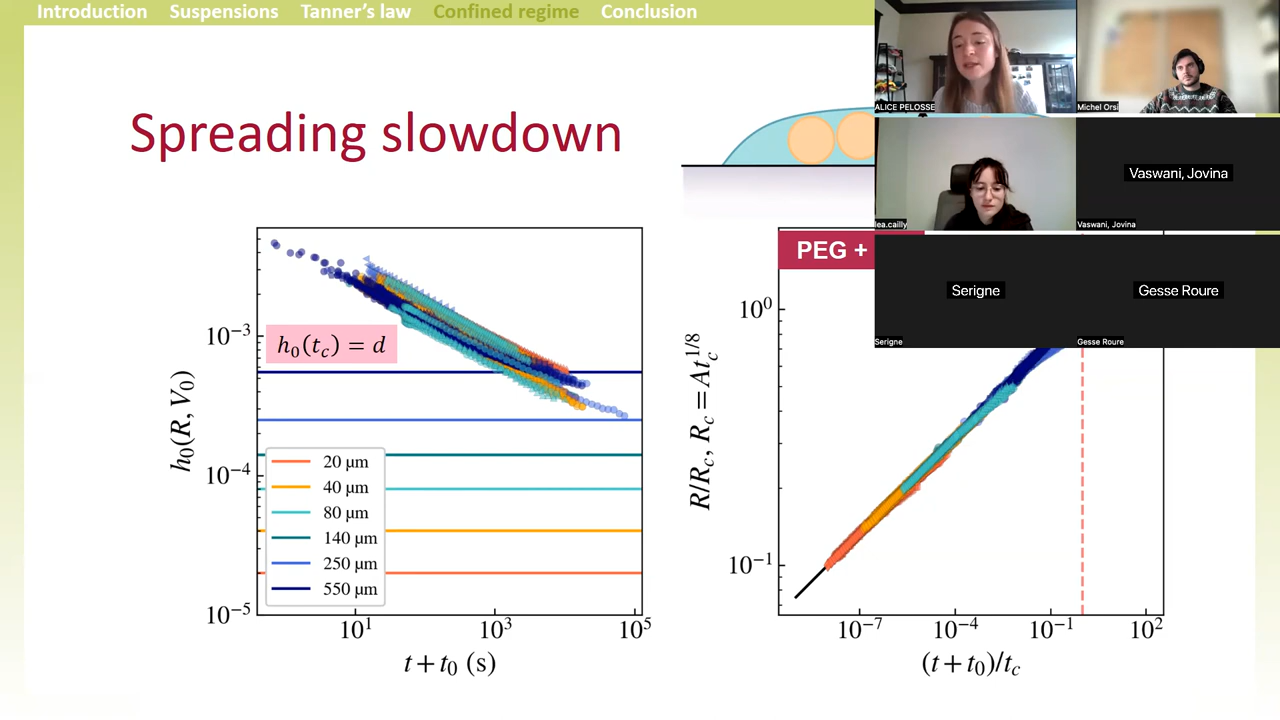 Introduction Suspensions Tanner's law Confined regime Conclusion
Spreading slowdown
h₀(t_c) = d
h₀(R, V₀)
10⁻³
10⁻⁴
10⁻⁵
20 μm
40 μm
80 μm
140 μm
250 μm
550 μm
10¹ 10³ 10⁵
t + t₀ (s)
PEG +
R/R_c, R_c = At_c^{1/8}
10⁰
10⁻¹
10⁻⁷ 10⁻⁴ 10⁻¹ 10²
(t + t₀)/t_c
ALICE PELOSSE
Michel Orsi
lea.cailly
Vaswani, Jovina
Vaswani, Jovina
Serigne
Serigne
Gesse Roure
Gesse Roure